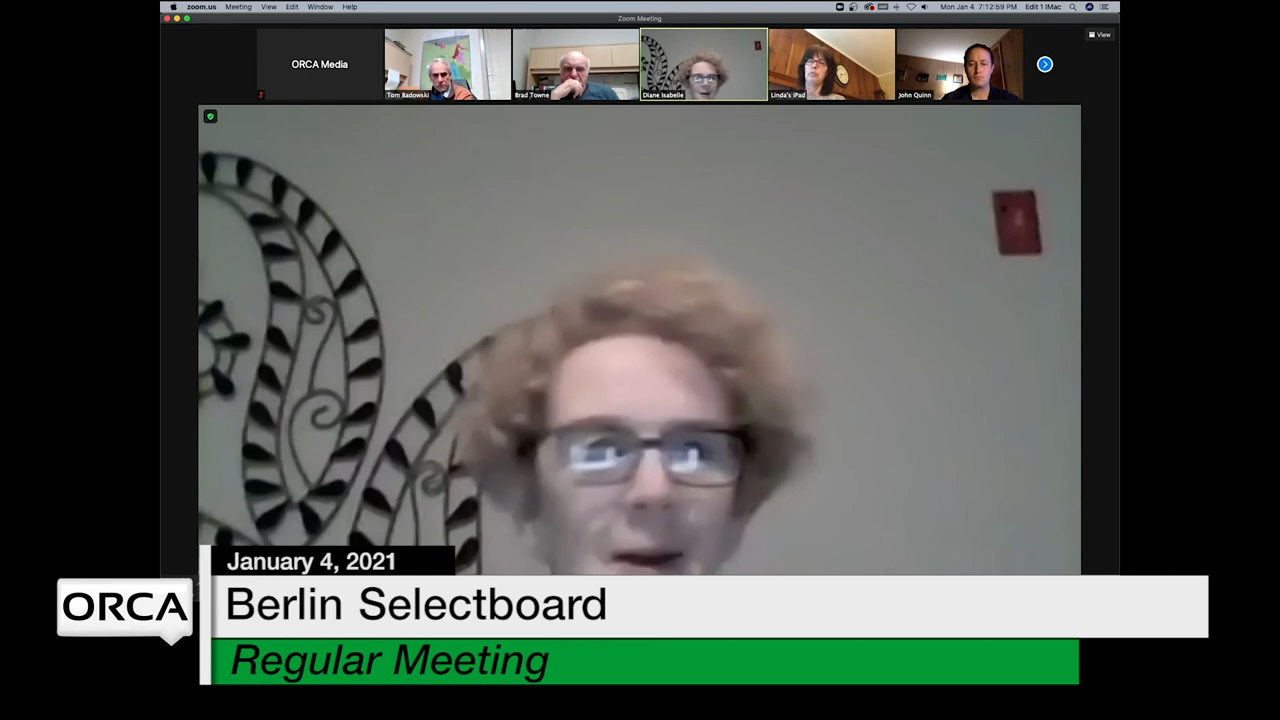 zoom.us Meeting View Edit Window Help Mon Jan 4 7:12:59 PM Edit 1 iMac
Zoom Meeting
View
ORCA Media
Tom Badowski
Brad Towne
Diane Isabelle
Linda's iPad
John Quinn
January 4, 2021
ORCA
Berlin Selectboard
Regular Meeting